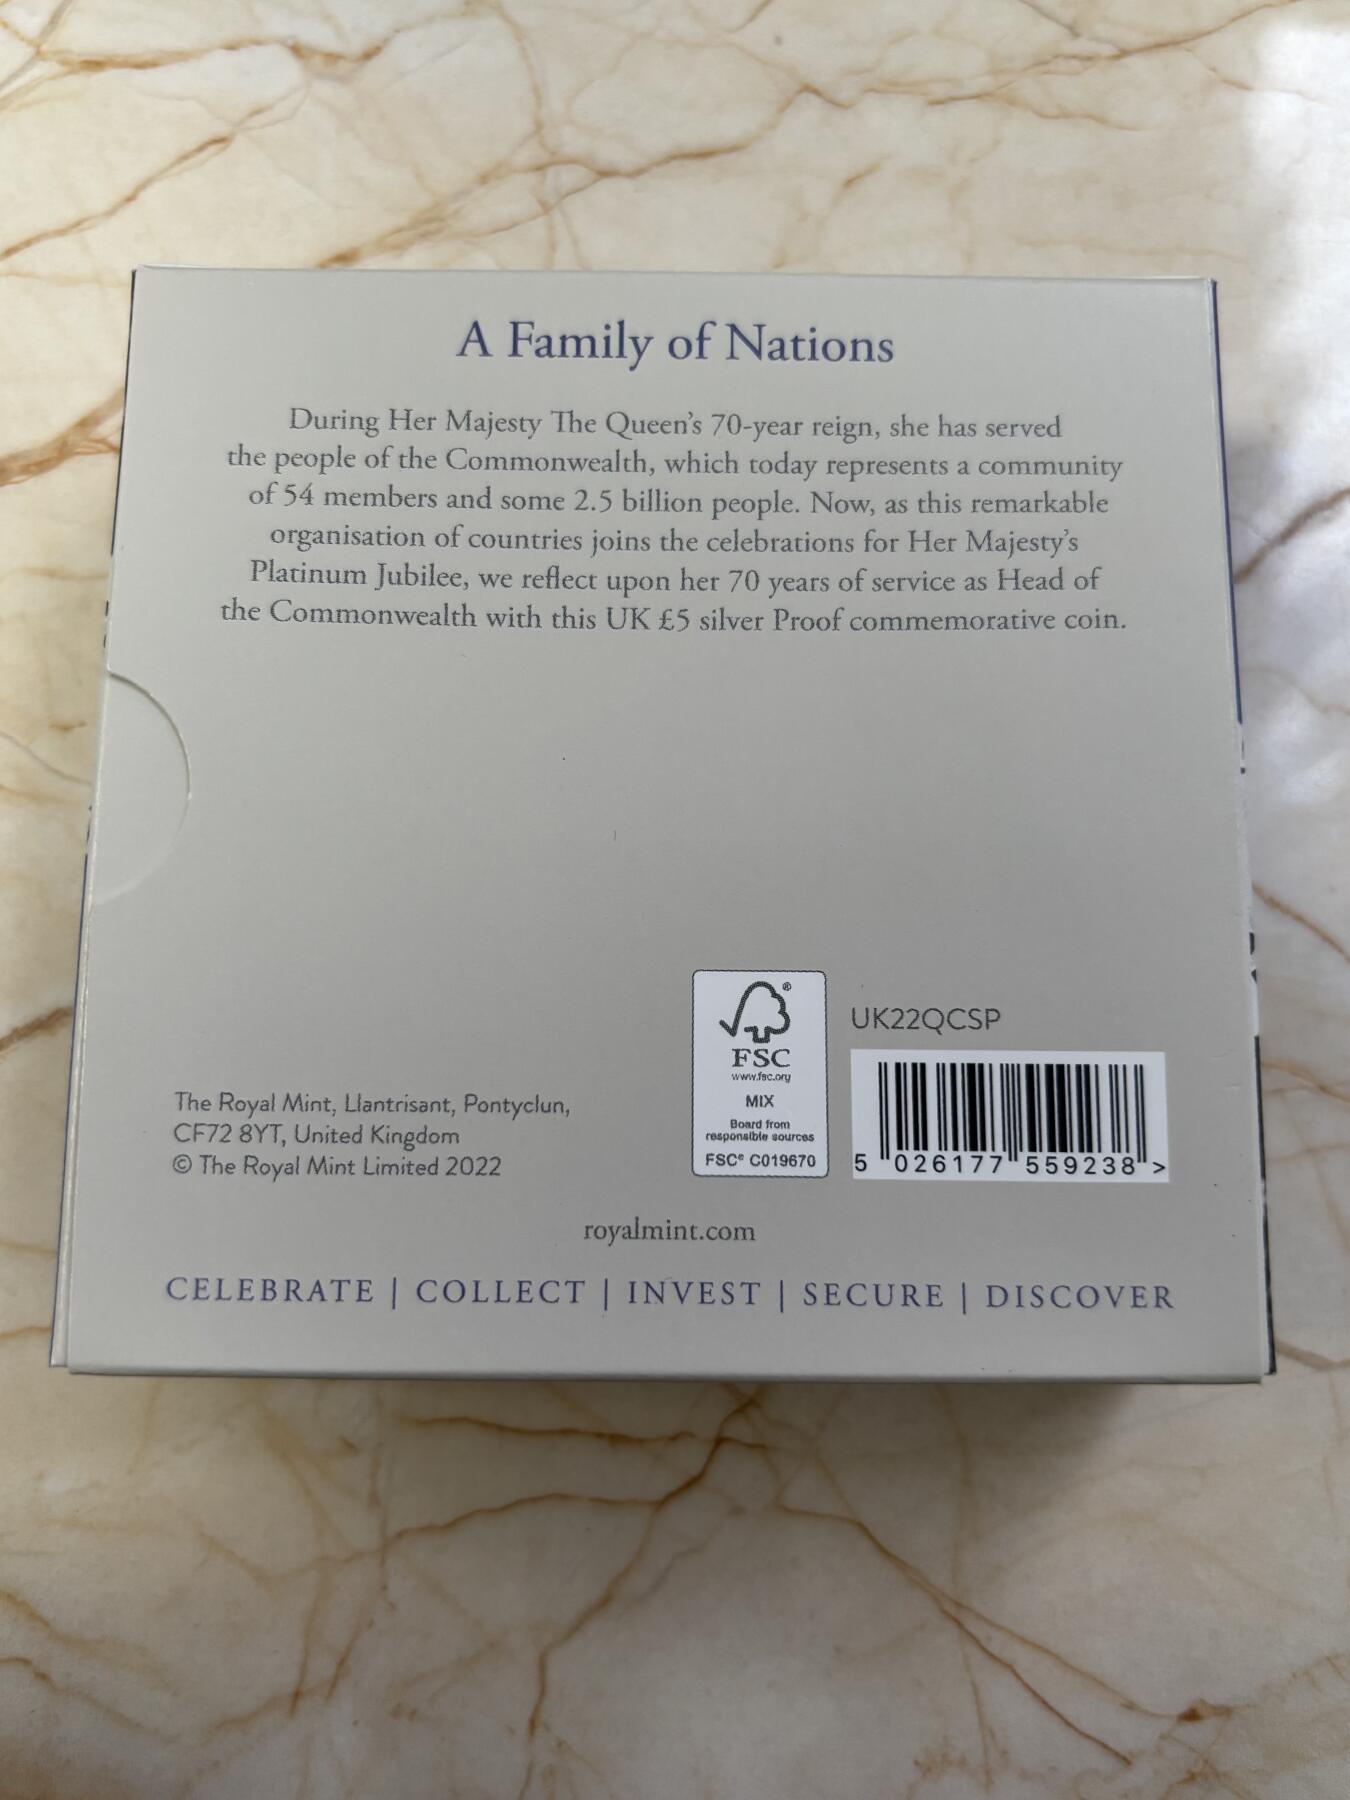 A Family of Nations
During Her Majesty The Queen's 70-year reign, she has served
the people of the Commonwealth, which today represents a community
of 54 members and some 2.5 billion people. Now, as this remarkable
organisation of countries joins the celebrations for Her Majesty's
Platinum Jubilee, we reflect upon her 70 years of service as Head of
the Commonwealth with this UK £5 silver Proof commemorative coin.
The Royal Mint, Llantrisant, Pontyclun,
CF72 8YT, United Kingdom
© The Royal Mint Limited 2022
®
FSC
www.fsc.org
MIX
Board from
responsible sources
FSC® C019670
UK22QCSP
5 026177 559238 >
royalmint.com
CELEBRATE | COLLECT | INVEST | SECURE | DISCOVER